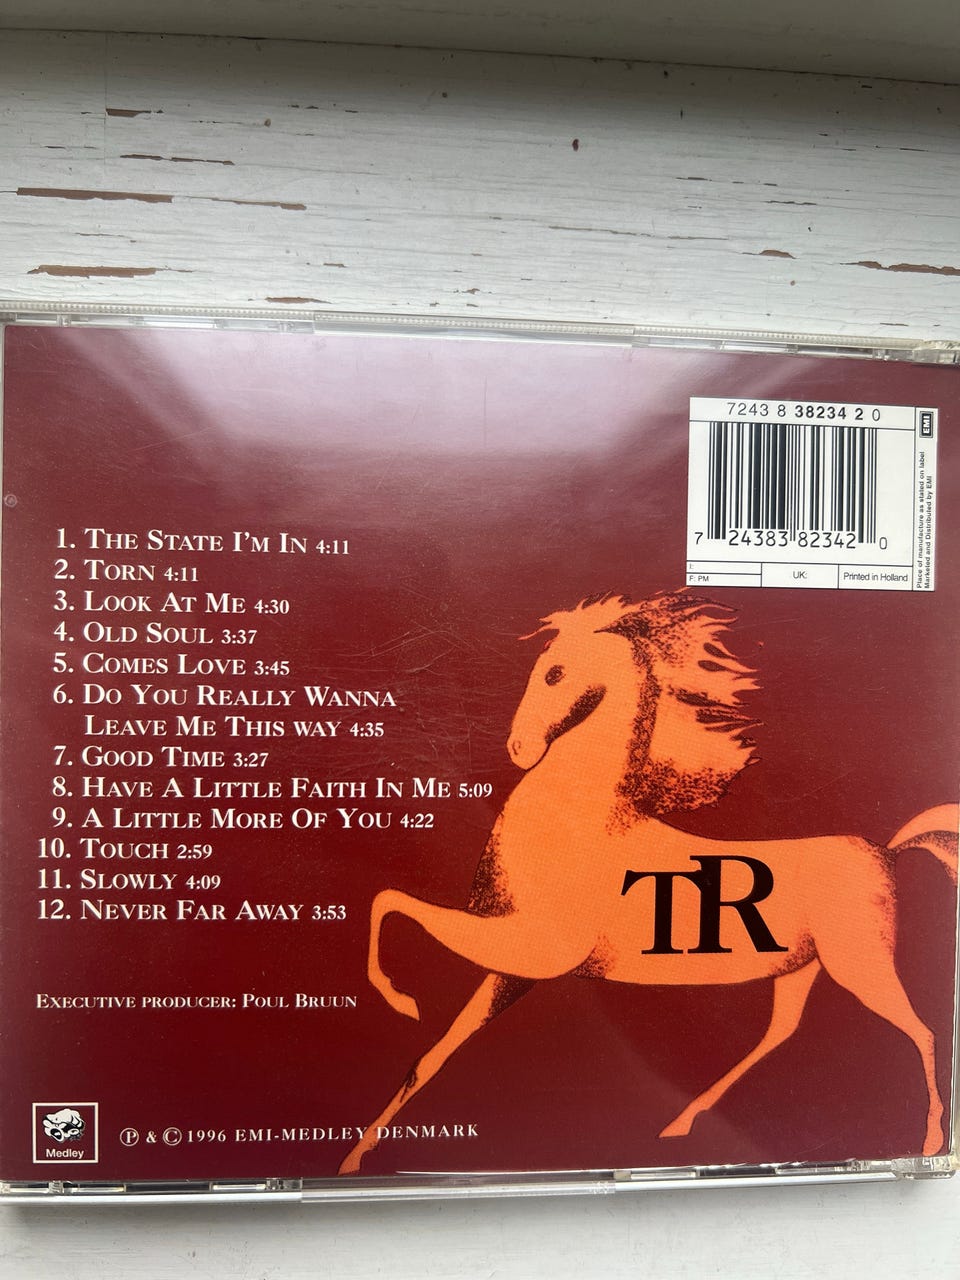 7243 8 38234 2 0
EMI
7 24383 82342 0
Place of manufacture as stated on label
Marketed and Distributed by EMI
I:
F: PM
UK:
Printed in Holland
1. The State I'm In 4:11
2. Torn 4:11
3. Look At Me 4:30
4. Old Soul 3:37
5. Comes Love 3:45
6. Do You Really Wanna
Leave Me This way 4:35
7. Good Time 3:27
8. Have A Little Faith In Me 5:09
9. A Little More Of You 4:22
10. Touch 2:59
11. Slowly 4:09
12. Never Far Away 3:53
TR
Executive producer: Poul Bruun
Medley
℗ & © 1996 EMI-MEDLEY DENMARK